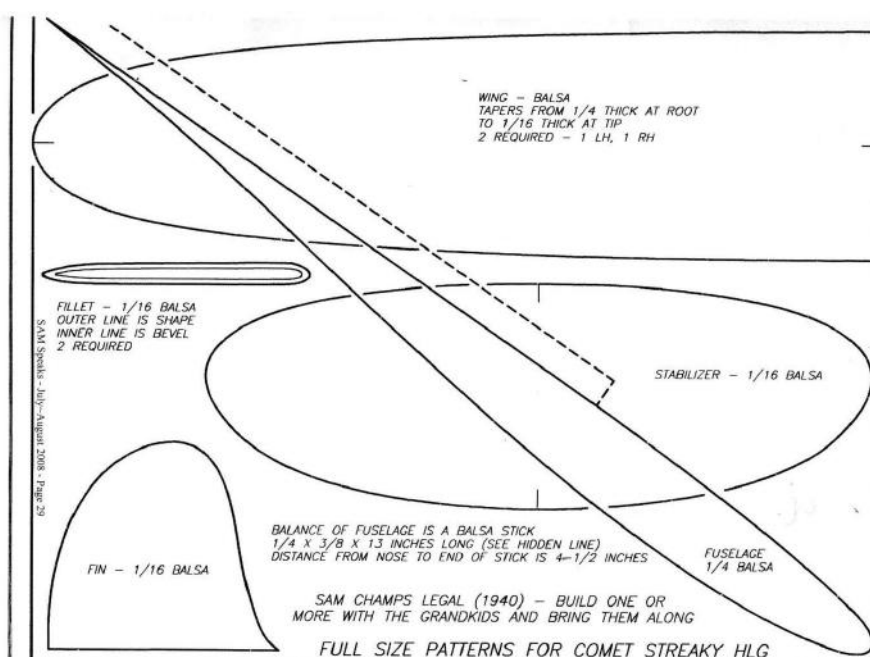 WING – BALSA
TAPERS FROM 1/4 THICK AT ROOT
TO 1/16 THICK AT TIP
2 REQUIRED – 1 LH, 1 RH
FILLET – 1/16 BALSA
OUTER LINE IS SHAPE
INNER LINE IS BEVEL
2 REQUIRED
SAM Speaks - July–August 2008 - Page 29
STABILIZER – 1/16 BALSA
BALANCE OF FUSELAGE IS A BALSA STICK
1/4 X 3/8 X 13 INCHES LONG (SEE HIDDEN LINE)
DISTANCE FROM NOSE TO END OF STICK IS 4–1/2 INCHES
FUSELAGE
1/4 BALSA
FIN – 1/16 BALSA
SAM CHAMPS LEGAL (1940) – BUILD ONE OR
MORE WITH THE GRANDKIDS AND BRING THEM ALONG
FULL SIZE PATTERNS FOR COMET STREAKY HLG